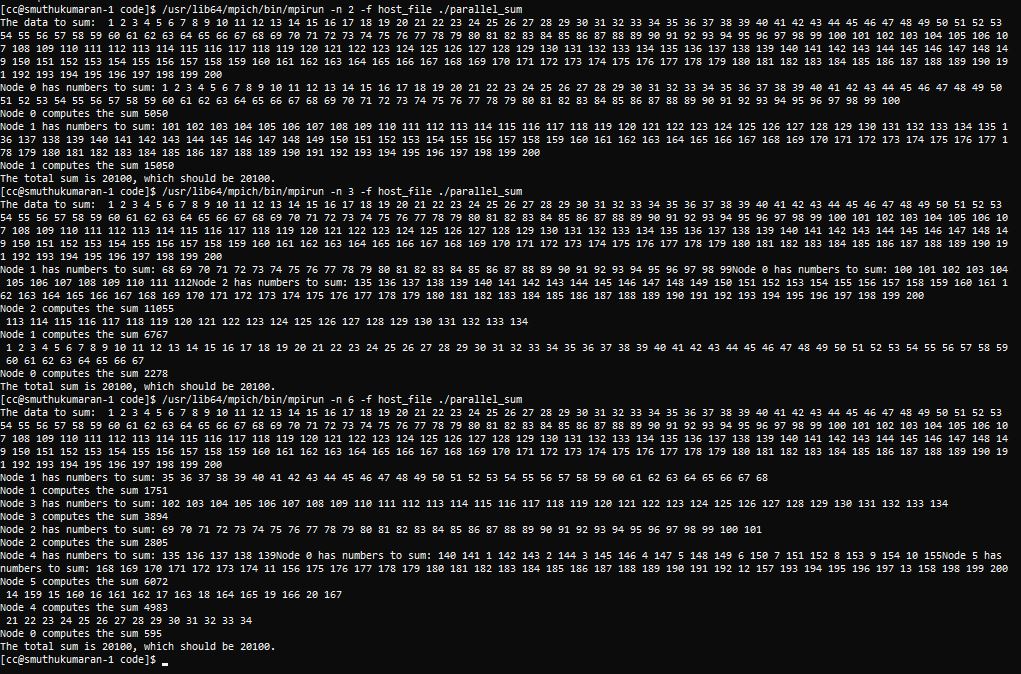 [cc@smuthukumaran-1 code]$ /usr/lib64/mpich/bin/mpirun -n 2 -f host_file ./parallel_sum
The data to sum:  1 2 3 4 5 6 7 8 9 10 11 12 13 14 15 16 17 18 19 20 21 22 23 24 25 26 27 28 29 30 31 32 33 34 35 36 37 38 39 40 41 42 43 44 45 46 47 48 49 50 51 52 53
54 55 56 57 58 59 60 61 62 63 64 65 66 67 68 69 70 71 72 73 74 75 76 77 78 79 80 81 82 83 84 85 86 87 88 89 90 91 92 93 94 95 96 97 98 99 100 101 102 103 104 105 106 10
7 108 109 110 111 112 113 114 115 116 117 118 119 120 121 122 123 124 125 126 127 128 129 130 131 132 133 134 135 136 137 138 139 140 141 142 143 144 145 146 147 148 14
9 150 151 152 153 154 155 156 157 158 159 160 161 162 163 164 165 166 167 168 169 170 171 172 173 174 175 176 177 178 179 180 181 182 183 184 185 186 187 188 189 190 19
1 192 193 194 195 196 197 198 199 200
Node 0 has numbers to sum: 1 2 3 4 5 6 7 8 9 10 11 12 13 14 15 16 17 18 19 20 21 22 23 24 25 26 27 28 29 30 31 32 33 34 35 36 37 38 39 40 41 42 43 44 45 46 47 48 49 50
51 52 53 54 55 56 57 58 59 60 61 62 63 64 65 66 67 68 69 70 71 72 73 74 75 76 77 78 79 80 81 82 83 84 85 86 87 88 89 90 91 92 93 94 95 96 97 98 99 100
Node 0 computes the sum 5050
Node 1 has numbers to sum: 101 102 103 104 105 106 107 108 109 110 111 112 113 114 115 116 117 118 119 120 121 122 123 124 125 126 127 128 129 130 131 132 133 134 135 1
36 137 138 139 140 141 142 143 144 145 146 147 148 149 150 151 152 153 154 155 156 157 158 159 160 161 162 163 164 165 166 167 168 169 170 171 172 173 174 175 176 177 1
78 179 180 181 182 183 184 185 186 187 188 189 190 191 192 193 194 195 196 197 198 199 200
Node 1 computes the sum 15050
The total sum is 20100, which should be 20100.
[cc@smuthukumaran-1 code]$ /usr/lib64/mpich/bin/mpirun -n 3 -f host_file ./parallel_sum
The data to sum:  1 2 3 4 5 6 7 8 9 10 11 12 13 14 15 16 17 18 19 20 21 22 23 24 25 26 27 28 29 30 31 32 33 34 35 36 37 38 39 40 41 42 43 44 45 46 47 48 49 50 51 52 53
54 55 56 57 58 59 60 61 62 63 64 65 66 67 68 69 70 71 72 73 74 75 76 77 78 79 80 81 82 83 84 85 86 87 88 89 90 91 92 93 94 95 96 97 98 99 100 101 102 103 104 105 106 10
7 108 109 110 111 112 113 114 115 116 117 118 119 120 121 122 123 124 125 126 127 128 129 130 131 132 133 134 135 136 137 138 139 140 141 142 143 144 145 146 147 148 14
9 150 151 152 153 154 155 156 157 158 159 160 161 162 163 164 165 166 167 168 169 170 171 172 173 174 175 176 177 178 179 180 181 182 183 184 185 186 187 188 189 190 19
1 192 193 194 195 196 197 198 199 200
Node 1 has numbers to sum: 68 69 70 71 72 73 74 75 76 77 78 79 80 81 82 83 84 85 86 87 88 89 90 91 92 93 94 95 96 97 98 99Node 0 has numbers to sum: 100 101 102 103 104
 105 106 107 108 109 110 111 112Node 2 has numbers to sum: 135 136 137 138 139 140 141 142 143 144 145 146 147 148 149 150 151 152 153 154 155 156 157 158 159 160 161 1
62 163 164 165 166 167 168 169 170 171 172 173 174 175 176 177 178 179 180 181 182 183 184 185 186 187 188 189 190 191 192 193 194 195 196 197 198 199 200
Node 2 computes the sum 11055
 113 114 115 116 117 118 119 120 121 122 123 124 125 126 127 128 129 130 131 132 133 134
Node 1 computes the sum 6767
 1 2 3 4 5 6 7 8 9 10 11 12 13 14 15 16 17 18 19 20 21 22 23 24 25 26 27 28 29 30 31 32 33 34 35 36 37 38 39 40 41 42 43 44 45 46 47 48 49 50 51 52 53 54 55 56 57 58 59
 60 61 62 63 64 65 66 67
Node 0 computes the sum 2278
The total sum is 20100, which should be 20100.
[cc@smuthukumaran-1 code]$ /usr/lib64/mpich/bin/mpirun -n 6 -f host_file ./parallel_sum
The data to sum:  1 2 3 4 5 6 7 8 9 10 11 12 13 14 15 16 17 18 19 20 21 22 23 24 25 26 27 28 29 30 31 32 33 34 35 36 37 38 39 40 41 42 43 44 45 46 47 48 49 50 51 52 53
54 55 56 57 58 59 60 61 62 63 64 65 66 67 68 69 70 71 72 73 74 75 76 77 78 79 80 81 82 83 84 85 86 87 88 89 90 91 92 93 94 95 96 97 98 99 100 101 102 103 104 105 106 10
7 108 109 110 111 112 113 114 115 116 117 118 119 120 121 122 123 124 125 126 127 128 129 130 131 132 133 134 135 136 137 138 139 140 141 142 143 144 145 146 147 148 14
9 150 151 152 153 154 155 156 157 158 159 160 161 162 163 164 165 166 167 168 169 170 171 172 173 174 175 176 177 178 179 180 181 182 183 184 185 186 187 188 189 190 19
1 192 193 194 195 196 197 198 199 200
Node 1 has numbers to sum: 35 36 37 38 39 40 41 42 43 44 45 46 47 48 49 50 51 52 53 54 55 56 57 58 59 60 61 62 63 64 65 66 67 68
Node 1 computes the sum 1751
Node 3 has numbers to sum: 102 103 104 105 106 107 108 109 110 111 112 113 114 115 116 117 118 119 120 121 122 123 124 125 126 127 128 129 130 131 132 133 134
Node 3 computes the sum 3894
Node 2 has numbers to sum: 69 70 71 72 73 74 75 76 77 78 79 80 81 82 83 84 85 86 87 88 89 90 91 92 93 94 95 96 97 98 99 100 101
Node 2 computes the sum 2805
Node 4 has numbers to sum: 135 136 137 138 139Node 0 has numbers to sum: 140 141 1 142 143 2 144 3 145 146 4 147 5 148 149 6 150 7 151 152 8 153 9 154 10 155Node 5 has
numbers to sum: 168 169 170 171 172 173 174 11 156 175 176 177 178 179 180 181 182 183 184 185 186 187 188 189 190 191 192 12 157 193 194 195 196 197 13 158 198 199 200
Node 5 computes the sum 6072
 14 159 15 160 16 161 162 17 163 18 164 165 19 166 20 167
Node 4 computes the sum 4983
 21 22 23 24 25 26 27 28 29 30 31 32 33 34
Node 0 computes the sum 595
The total sum is 20100, which should be 20100.
[cc@smuthukumaran-1 code]$